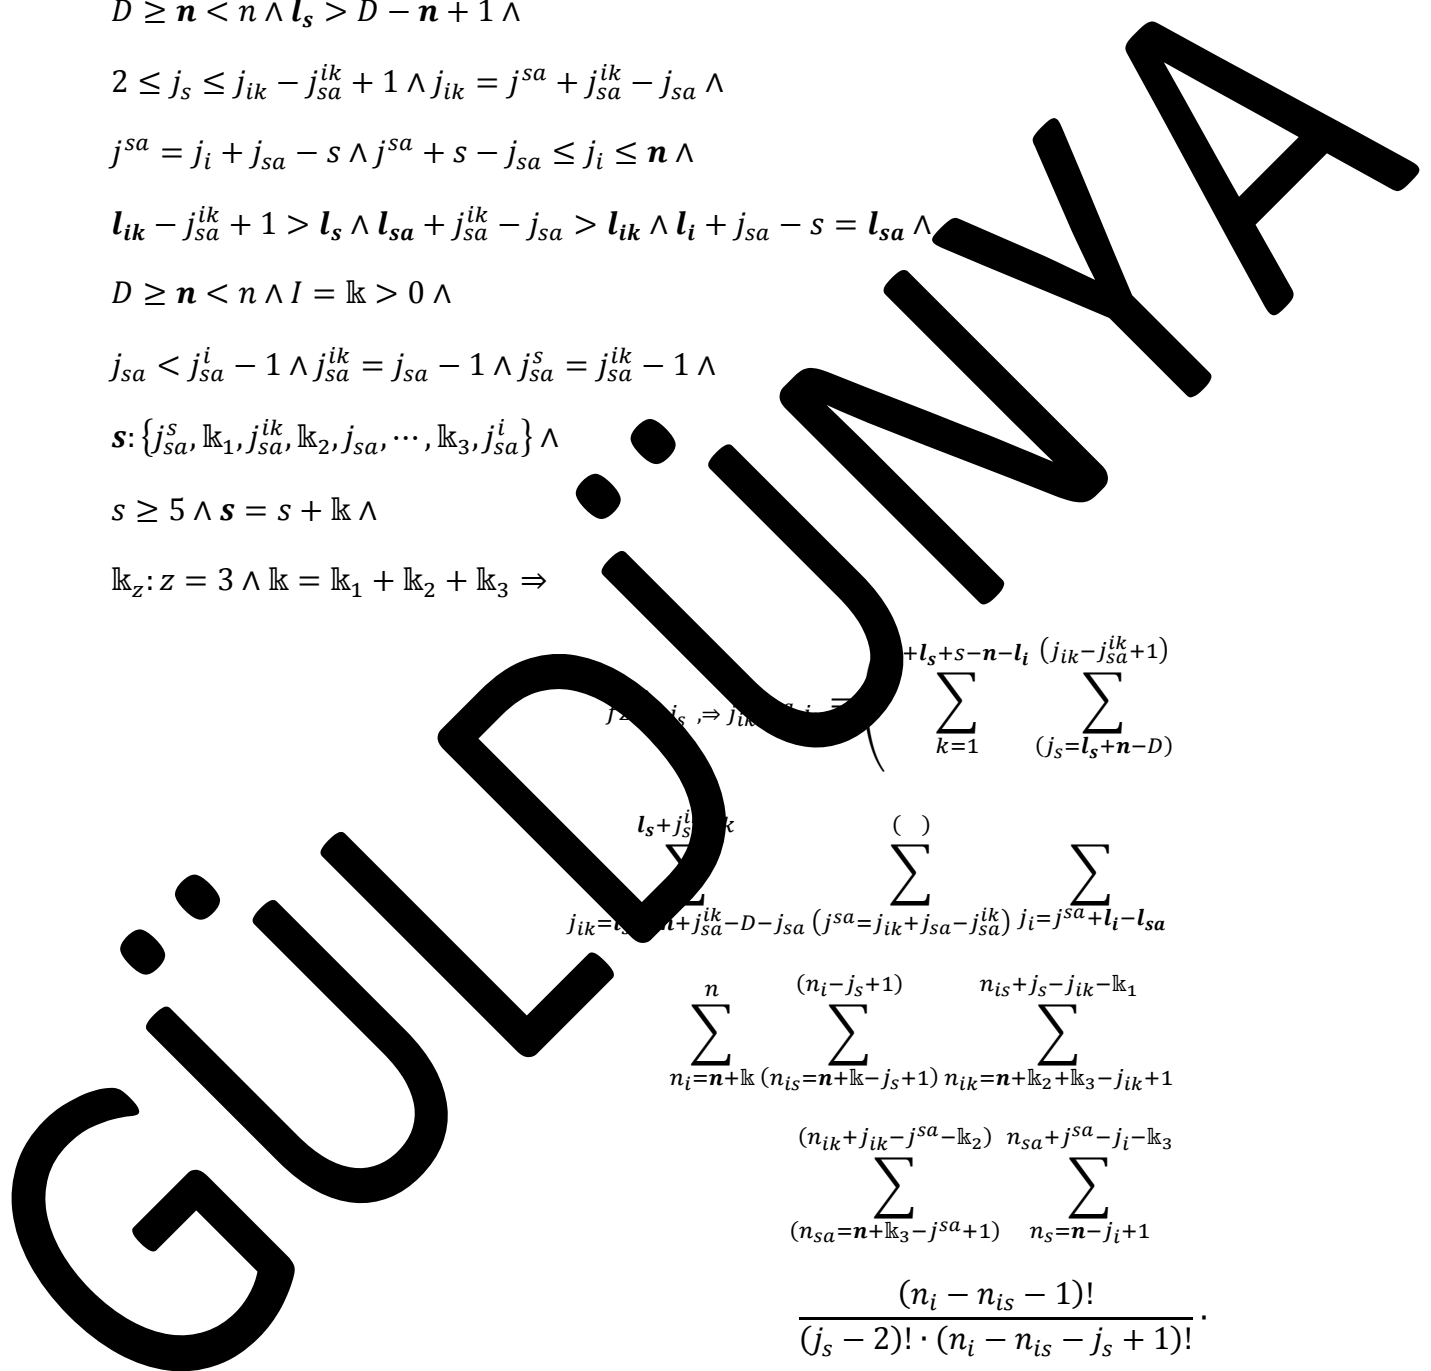 D ≥ n < n ∧ l_s > D − n + 1 ∧
2 ≤ j_s ≤ j_{ik} − j_{sa}^{ik} + 1 ∧ j_{ik} = j^{sa} + j_{sa}^{ik} − j_{sa} ∧
j^{sa} = j_i + j_{sa} − s ∧ j^{sa} + s − j_{sa} ≤ j_i ≤ n ∧
l_{ik} − j_{sa}^{ik} + 1 > l_s ∧ l_{sa} + j_{sa}^{ik} − j_{sa} > l_{ik} ∧ l_i + j_{sa} − s = l_{sa} ∧
D ≥ n < n ∧ I = 𝕜 > 0 ∧
j_{sa} < j_{sa}^{i} − 1 ∧ j_{sa}^{ik} = j_{sa} − 1 ∧ j_{sa}^{s} = j_{sa}^{ik} − 1 ∧
s: {j_{sa}^{s}, 𝕜_1, j_{sa}^{ik}, 𝕜_2, j_{sa}, ⋯, 𝕜_3, j_{sa}^{i}} ∧
s ≥ 5 ∧ s = s + 𝕜 ∧
𝕜_z: z = 3 ∧ 𝕜 = 𝕜_1 + 𝕜_2 + 𝕜_3 ⇒
+l_s+s−n−l_i (j_{ik}−j_{sa}^{ik}+1)
j_s ,⇒ j_{ik} = ( ∑ ∑
k=1 (j_s=l_s+n−D)
( )
∑ ∑ ∑
n+j_{sa}^{ik}−D−j_{sa} (j^{sa}=j_{ik}+j_{sa}−j_{sa}^{ik}) j_i=j^{sa}+l_i−l_{sa}
n (n_i−j_s+1) n_{is}+j_s−j_{ik}−𝕜_1
∑ ∑ ∑
n_i=n+𝕜 (n_{is}=n+𝕜−j_s+1) n_{ik}=n+𝕜_2+𝕜_3−j_{ik}+1
(n_{ik}+j_{ik}−j^{sa}−𝕜_2) n_{sa}+j^{sa}−j_i−𝕜_3
∑ ∑
(n_{sa}=n+𝕜_3−j^{sa}+1) n_s=n−j_i+1
(n_i − n_{is} − 1)!
(j_s − 2)! ⋅ (n_i − n_{is} − j_s + 1)! ⋅
GÜLDÜNYA